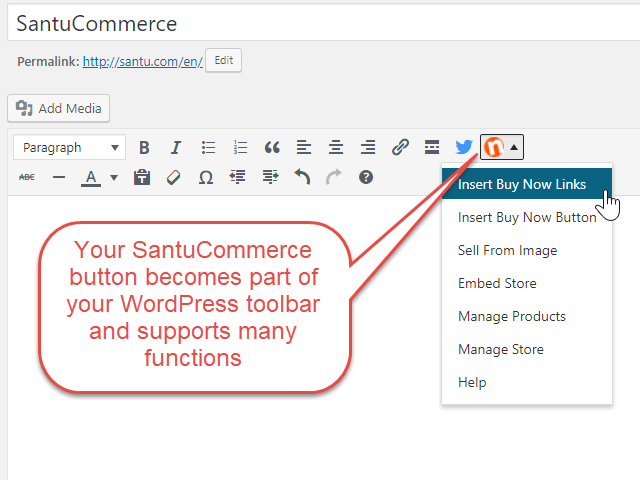 SantuCommerce
Permalink: http://santu.com/en/ Edit
Add Media
Paragraph B I
ABC A Ω ?
Insert Buy Now Links
Insert Buy Now Button
Sell From Image
Embed Store
Manage Products
Manage Store
Help
Your SantuCommerce
button becomes part of
your WordPress toolbar
and supports many
functions